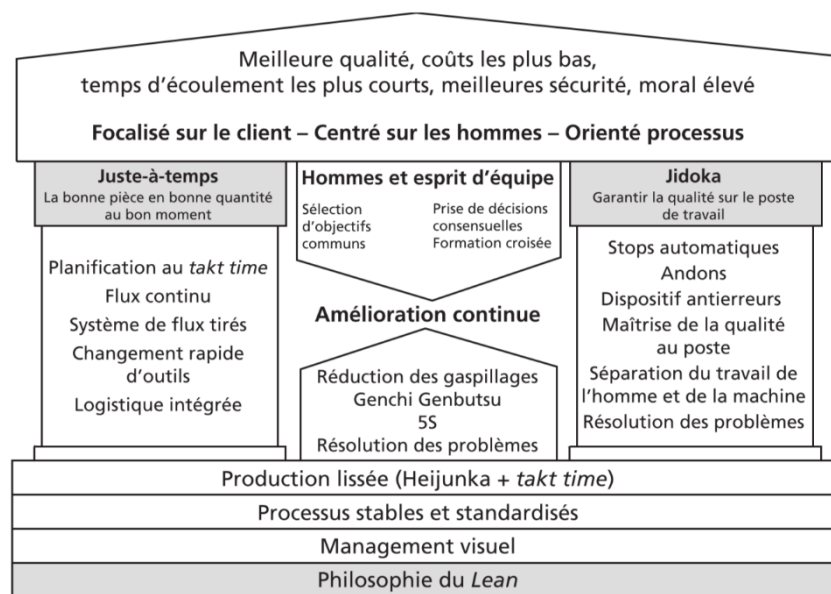 Meilleure qualité, coûts les plus bas,
temps d'écoulement les plus courts, meilleures sécurité, moral élevé
Focalisé sur le client – Centré sur les hommes – Orienté processus
Juste-à-temps
La bonne pièce en bonne quantité
au bon moment
Planification au takt time
Flux continu
Système de flux tirés
Changement rapide
d'outils
Logistique intégrée
Hommes et esprit d'équipe
Sélection
d'objectifs
communs
Prise de décisions
consensuelles
Formation croisée
Amélioration continue
Réduction des gaspillages
Genchi Genbutsu
5S
Résolution des problèmes
Jidoka
Garantir la qualité sur le poste
de travail
Stops automatiques
Andons
Dispositif antierreurs
Maîtrise de la qualité
au poste
Séparation du travail de
l'homme et de la machine
Résolution des problèmes
Production lissée (Heijunka + takt time)
Processus stables et standardisés
Management visuel
Philosophie du Lean